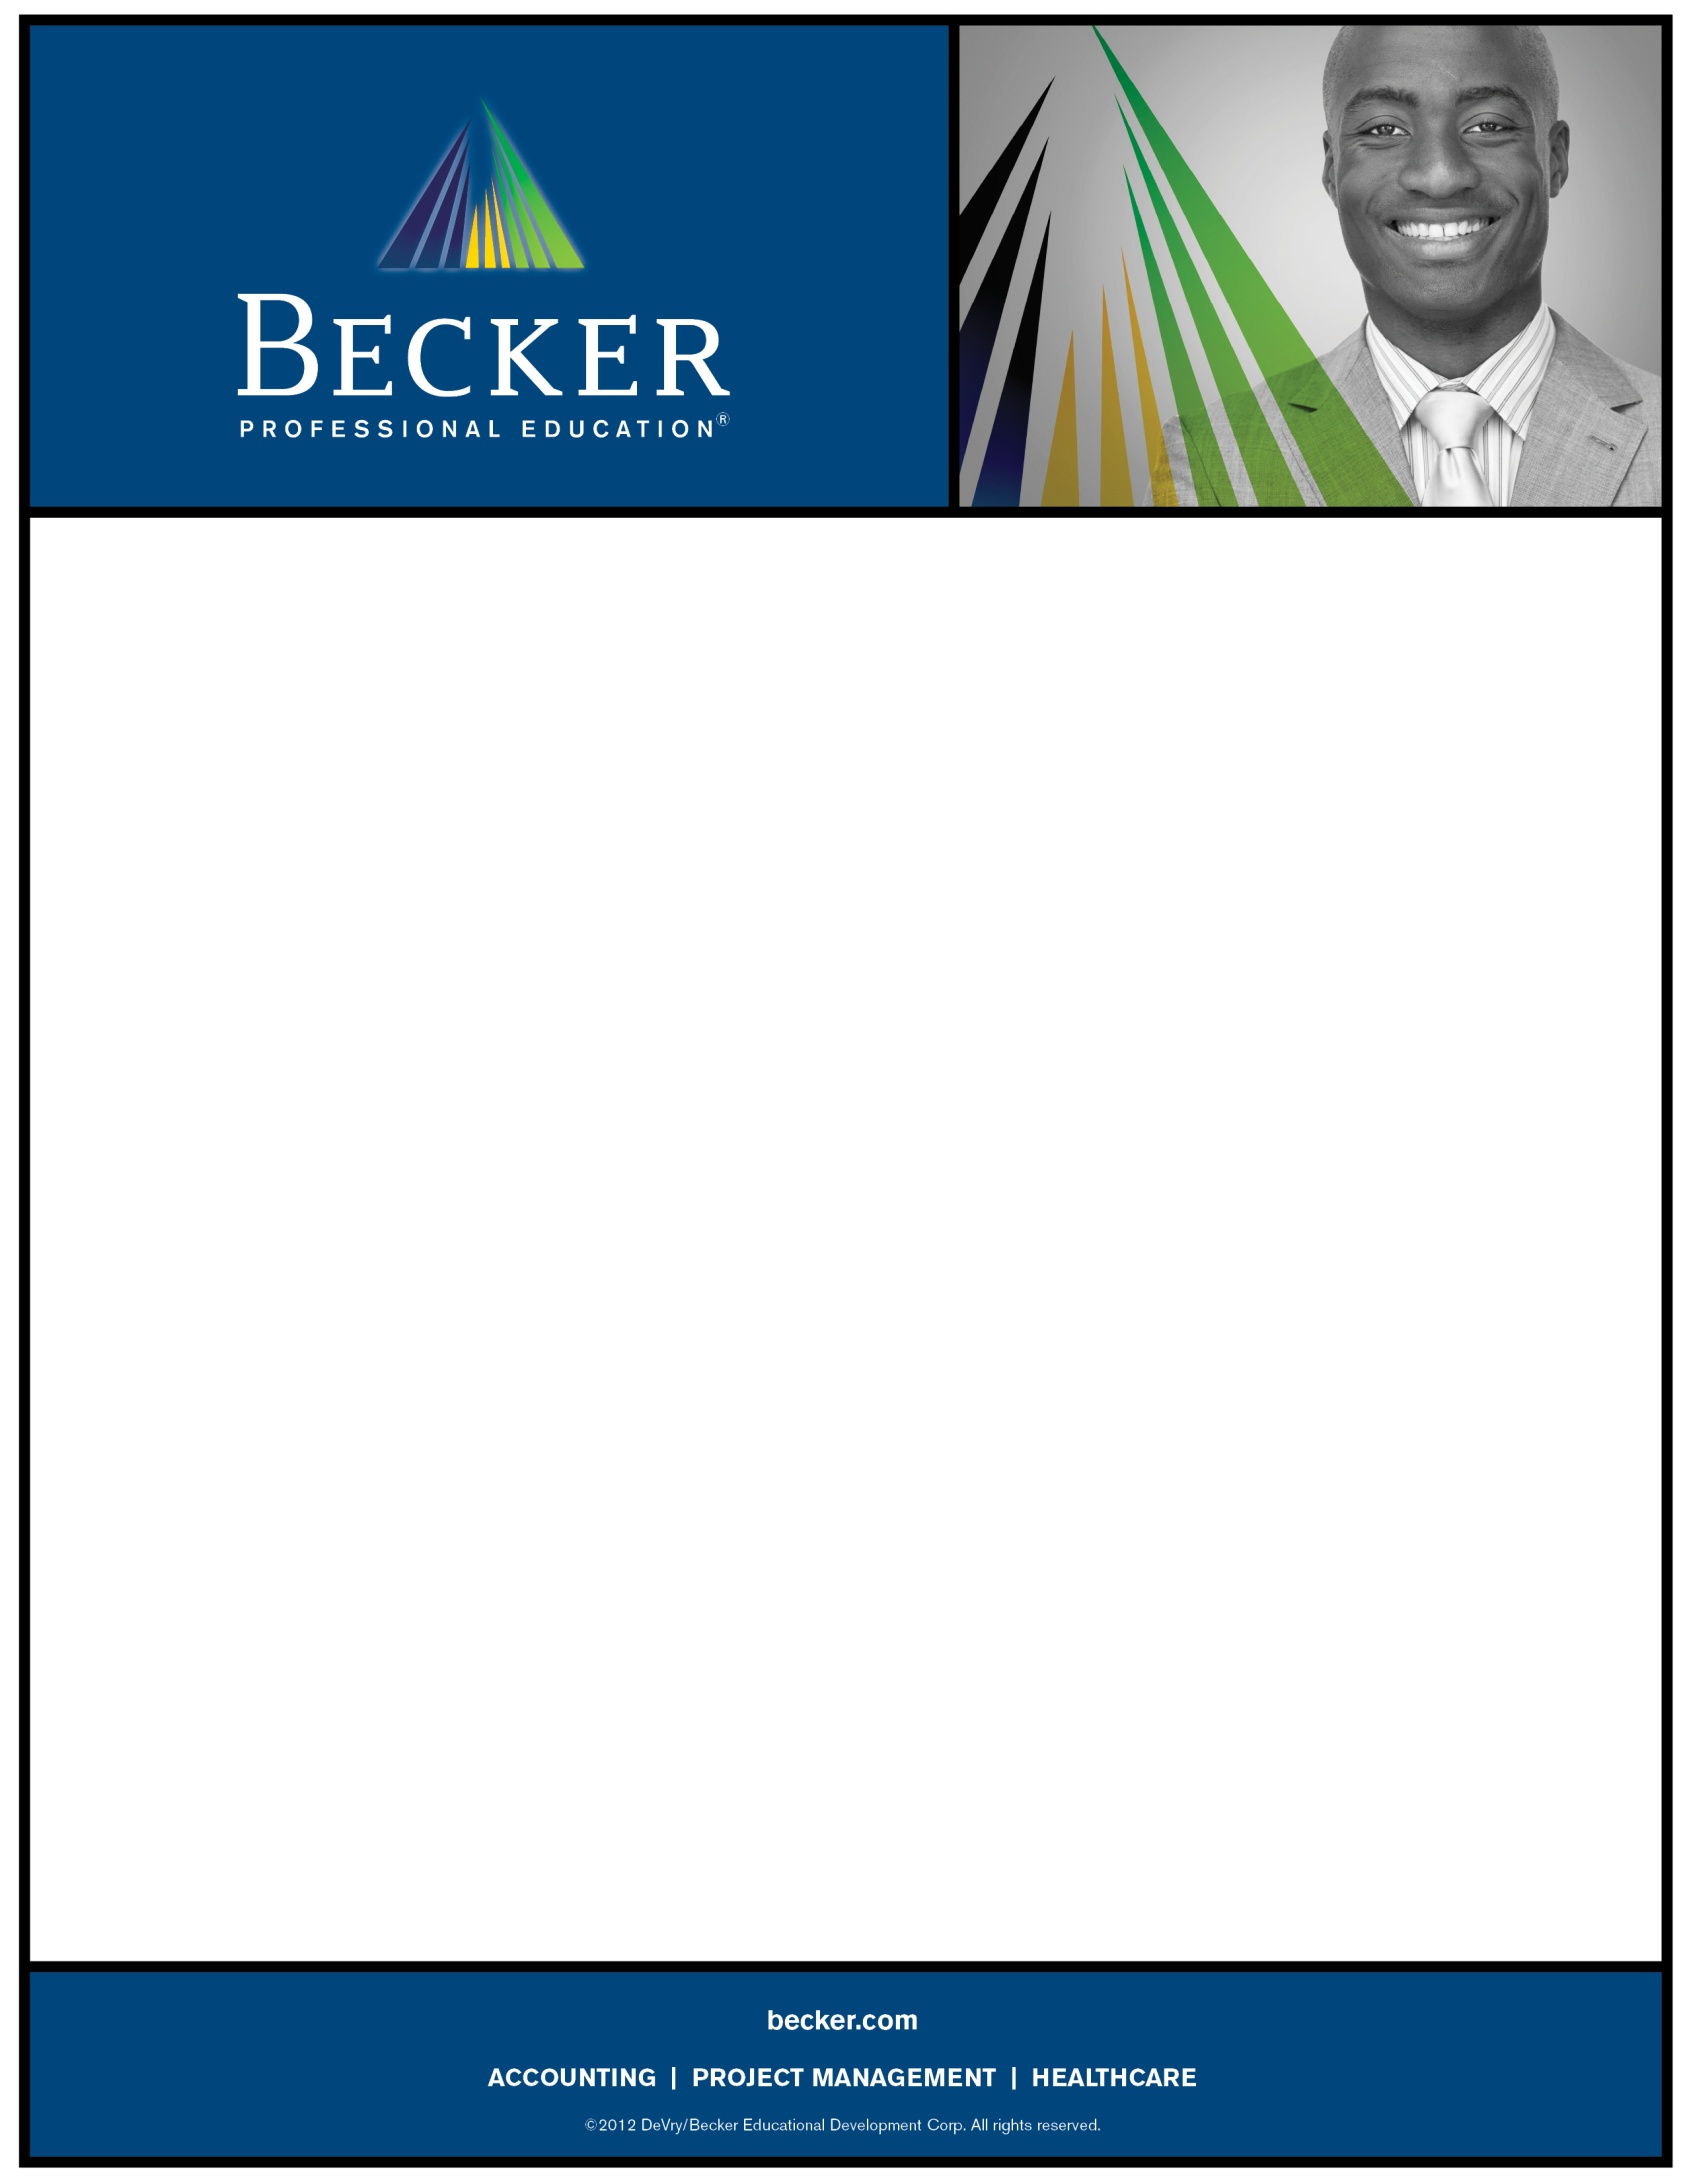 BECKER
PROFESSIONAL EDUCATION®
becker.com
ACCOUNTING | PROJECT MANAGEMENT | HEALTHCARE
©2012 DeVry/Becker Educational Development Corp. All rights reserved.